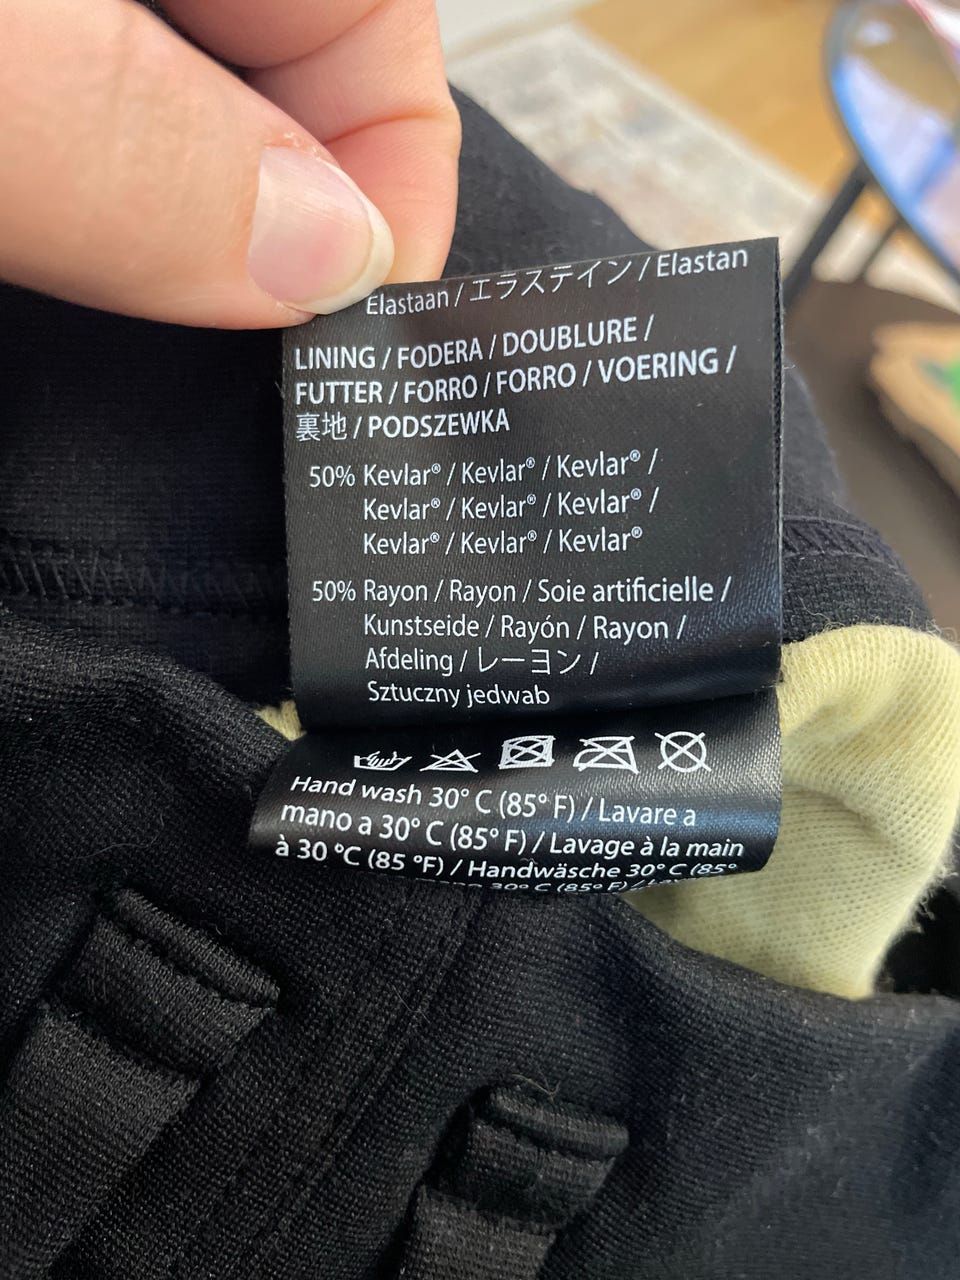 Elastaan / エラステイン / Elastan
LINING / FODERA / DOUBLURE /
FUTTER / FORRO / FORRO / VOERING /
裏地 / PODSZEWKA
50% Kevlar® / Kevlar® / Kevlar® /
Kevlar® / Kevlar® / Kevlar® /
Kevlar® / Kevlar® / Kevlar®
50% Rayon / Rayon / Soie artificielle /
Kunstseide / Rayón / Rayon /
Afdeling / レーヨン /
Sztuczny jedwab
Hand wash 30° C (85° F) / Lavare a
mano a 30° C (85° F) / Lavage à la main
à 30 °C (85 °F) / Handwäsche 30° C (85°
mano 30° C (85° F) /